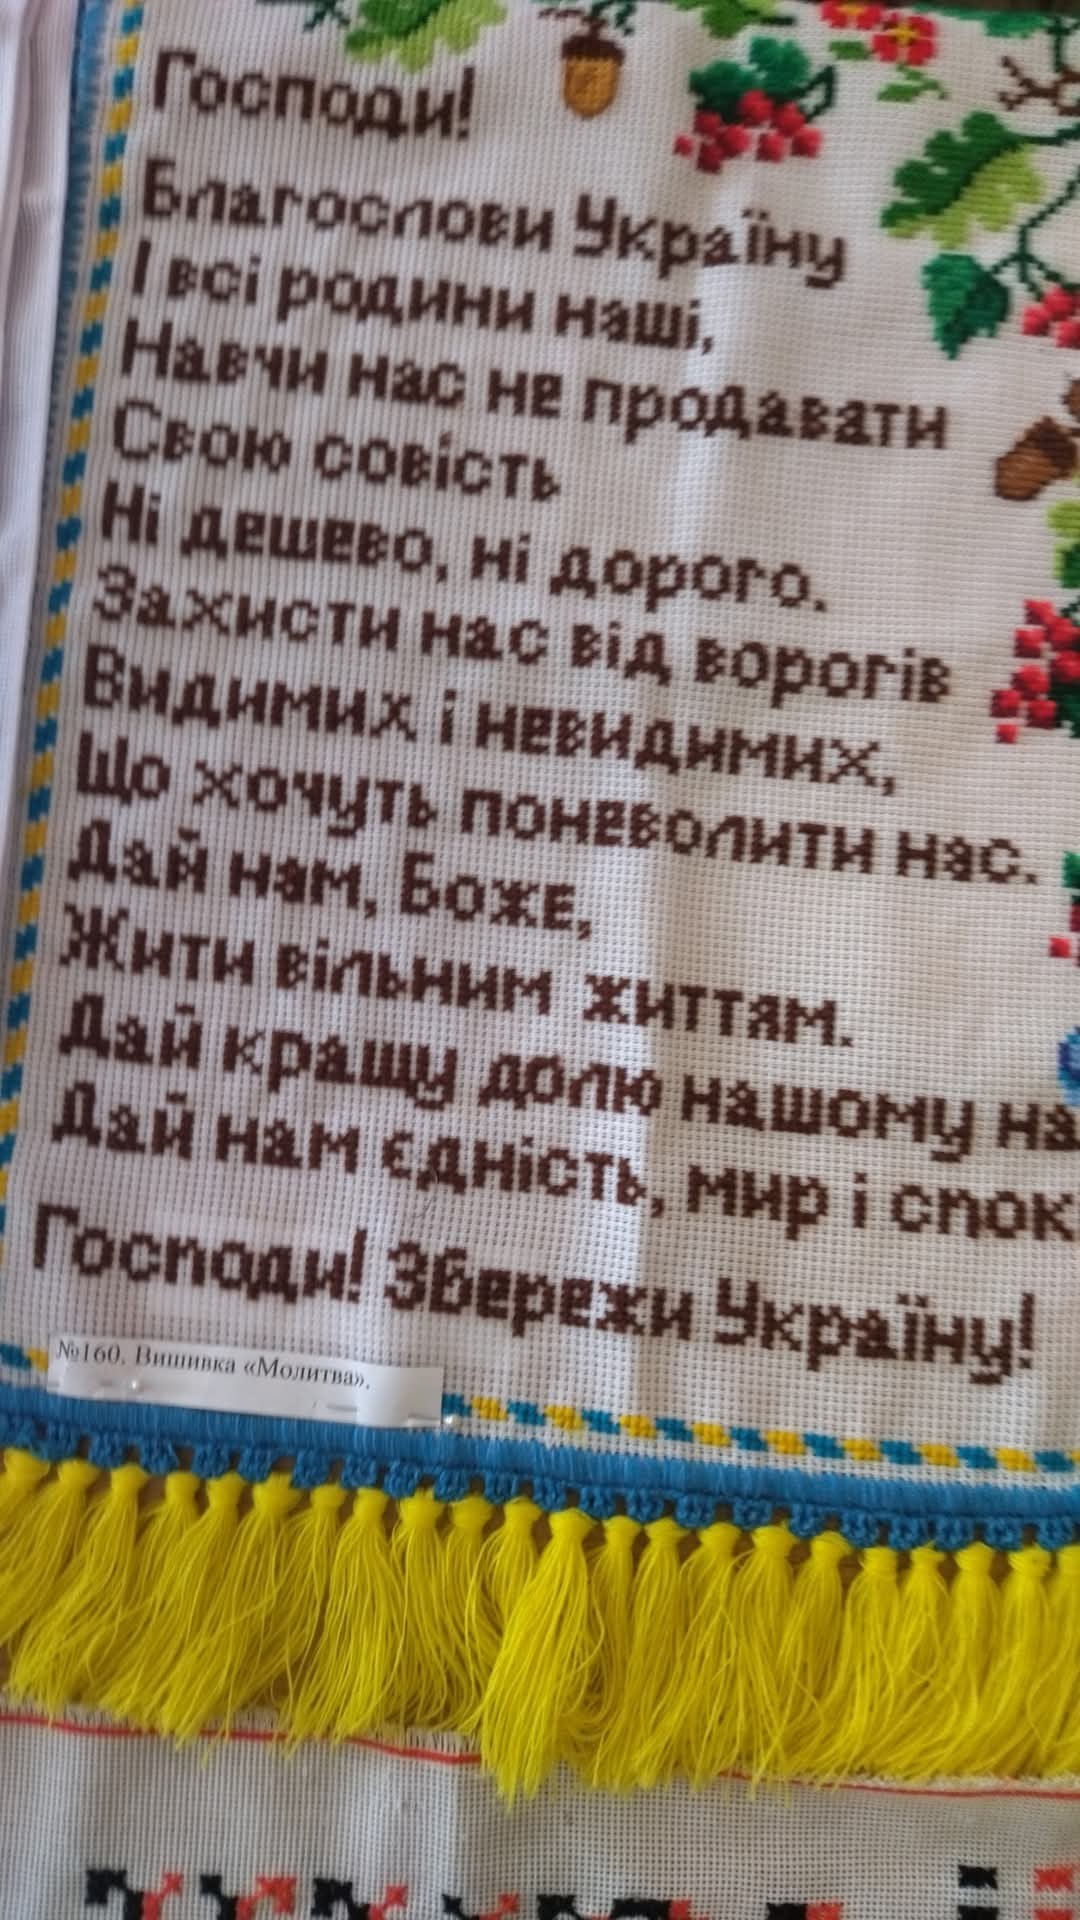 Господи!
Благослови Україну
І всі родини наші,
Навчи нас не продавати
Свою совість
Ні дешево, ні дорого.
Захисти нас від ворогів
Видимих і невидимих,
Що хочуть поневолити нас.
Дай нам, Боже,
Жити вільним життям.
Дай кращу долю нашому на
Дай нам єдність, мир і спок
Господи! Збережи Україну!
№160. Вишивка «Молитва».